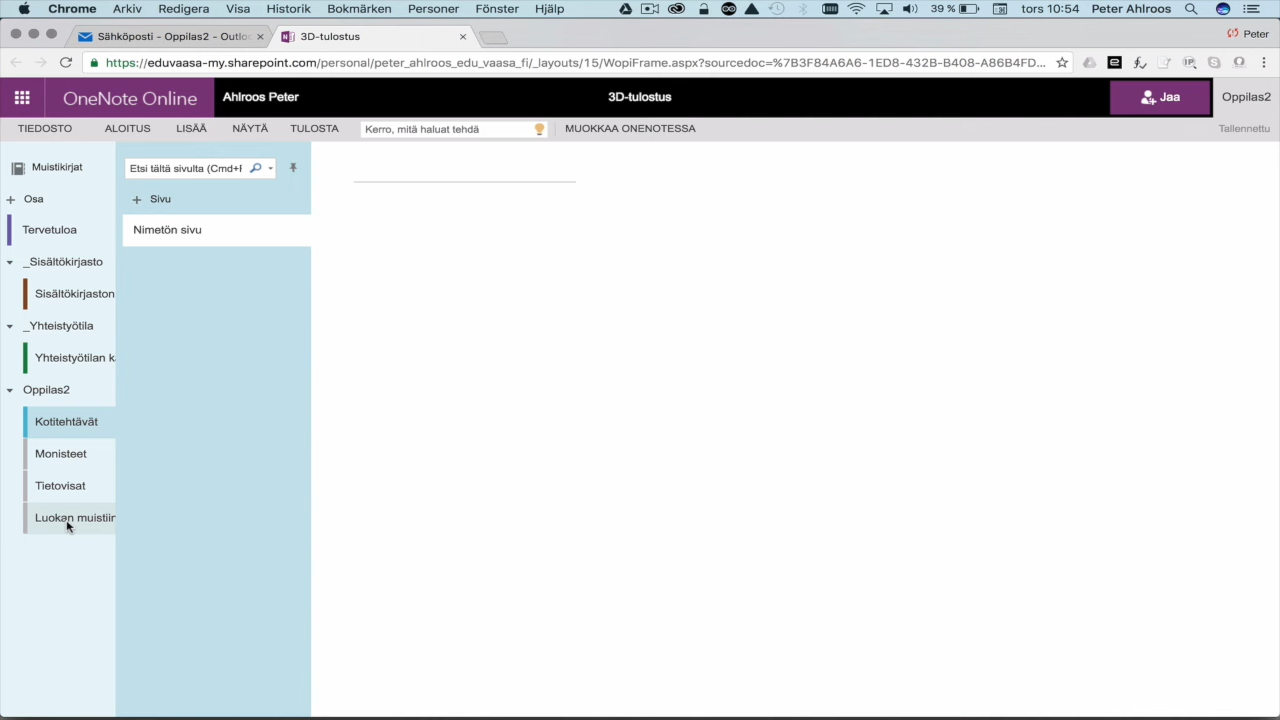 Chrome Arkiv Redigera Visa Historik Bokmärken Personer Fönster Hjälp 39 % tors 10:54 Peter Ahlroos
Sähköposti - Oppilas2 - Outlo 3D-tulostus Peter
https://eduvaasa-my.sharepoint.com/personal/peter_ahlroos_edu_vaasa_fi/_layouts/15/WopiFrame.aspx?sourcedoc=%7B3F84A6A6-1ED8-432B-B408-A86B4FD...
OneNote Online Ahlroos Peter 3D-tulostus Jaa Oppilas2
TIEDOSTO ALOITUS LISÄÄ NÄYTÄ TULOSTA Kerro, mitä haluat tehdä MUOKKAA ONENOTESSA Tallennettu
Muistikirjat Etsi tältä sivulta (Cmd+F
+ Osa + Sivu
Tervetuloa Nimetön sivu
_Sisältökirjasto
Sisältökirjaston
_Yhteistyötila
Yhteistyötilan k
Oppilas2
Kotitehtävät
Monisteet
Tietovisat
Luokan muistiin